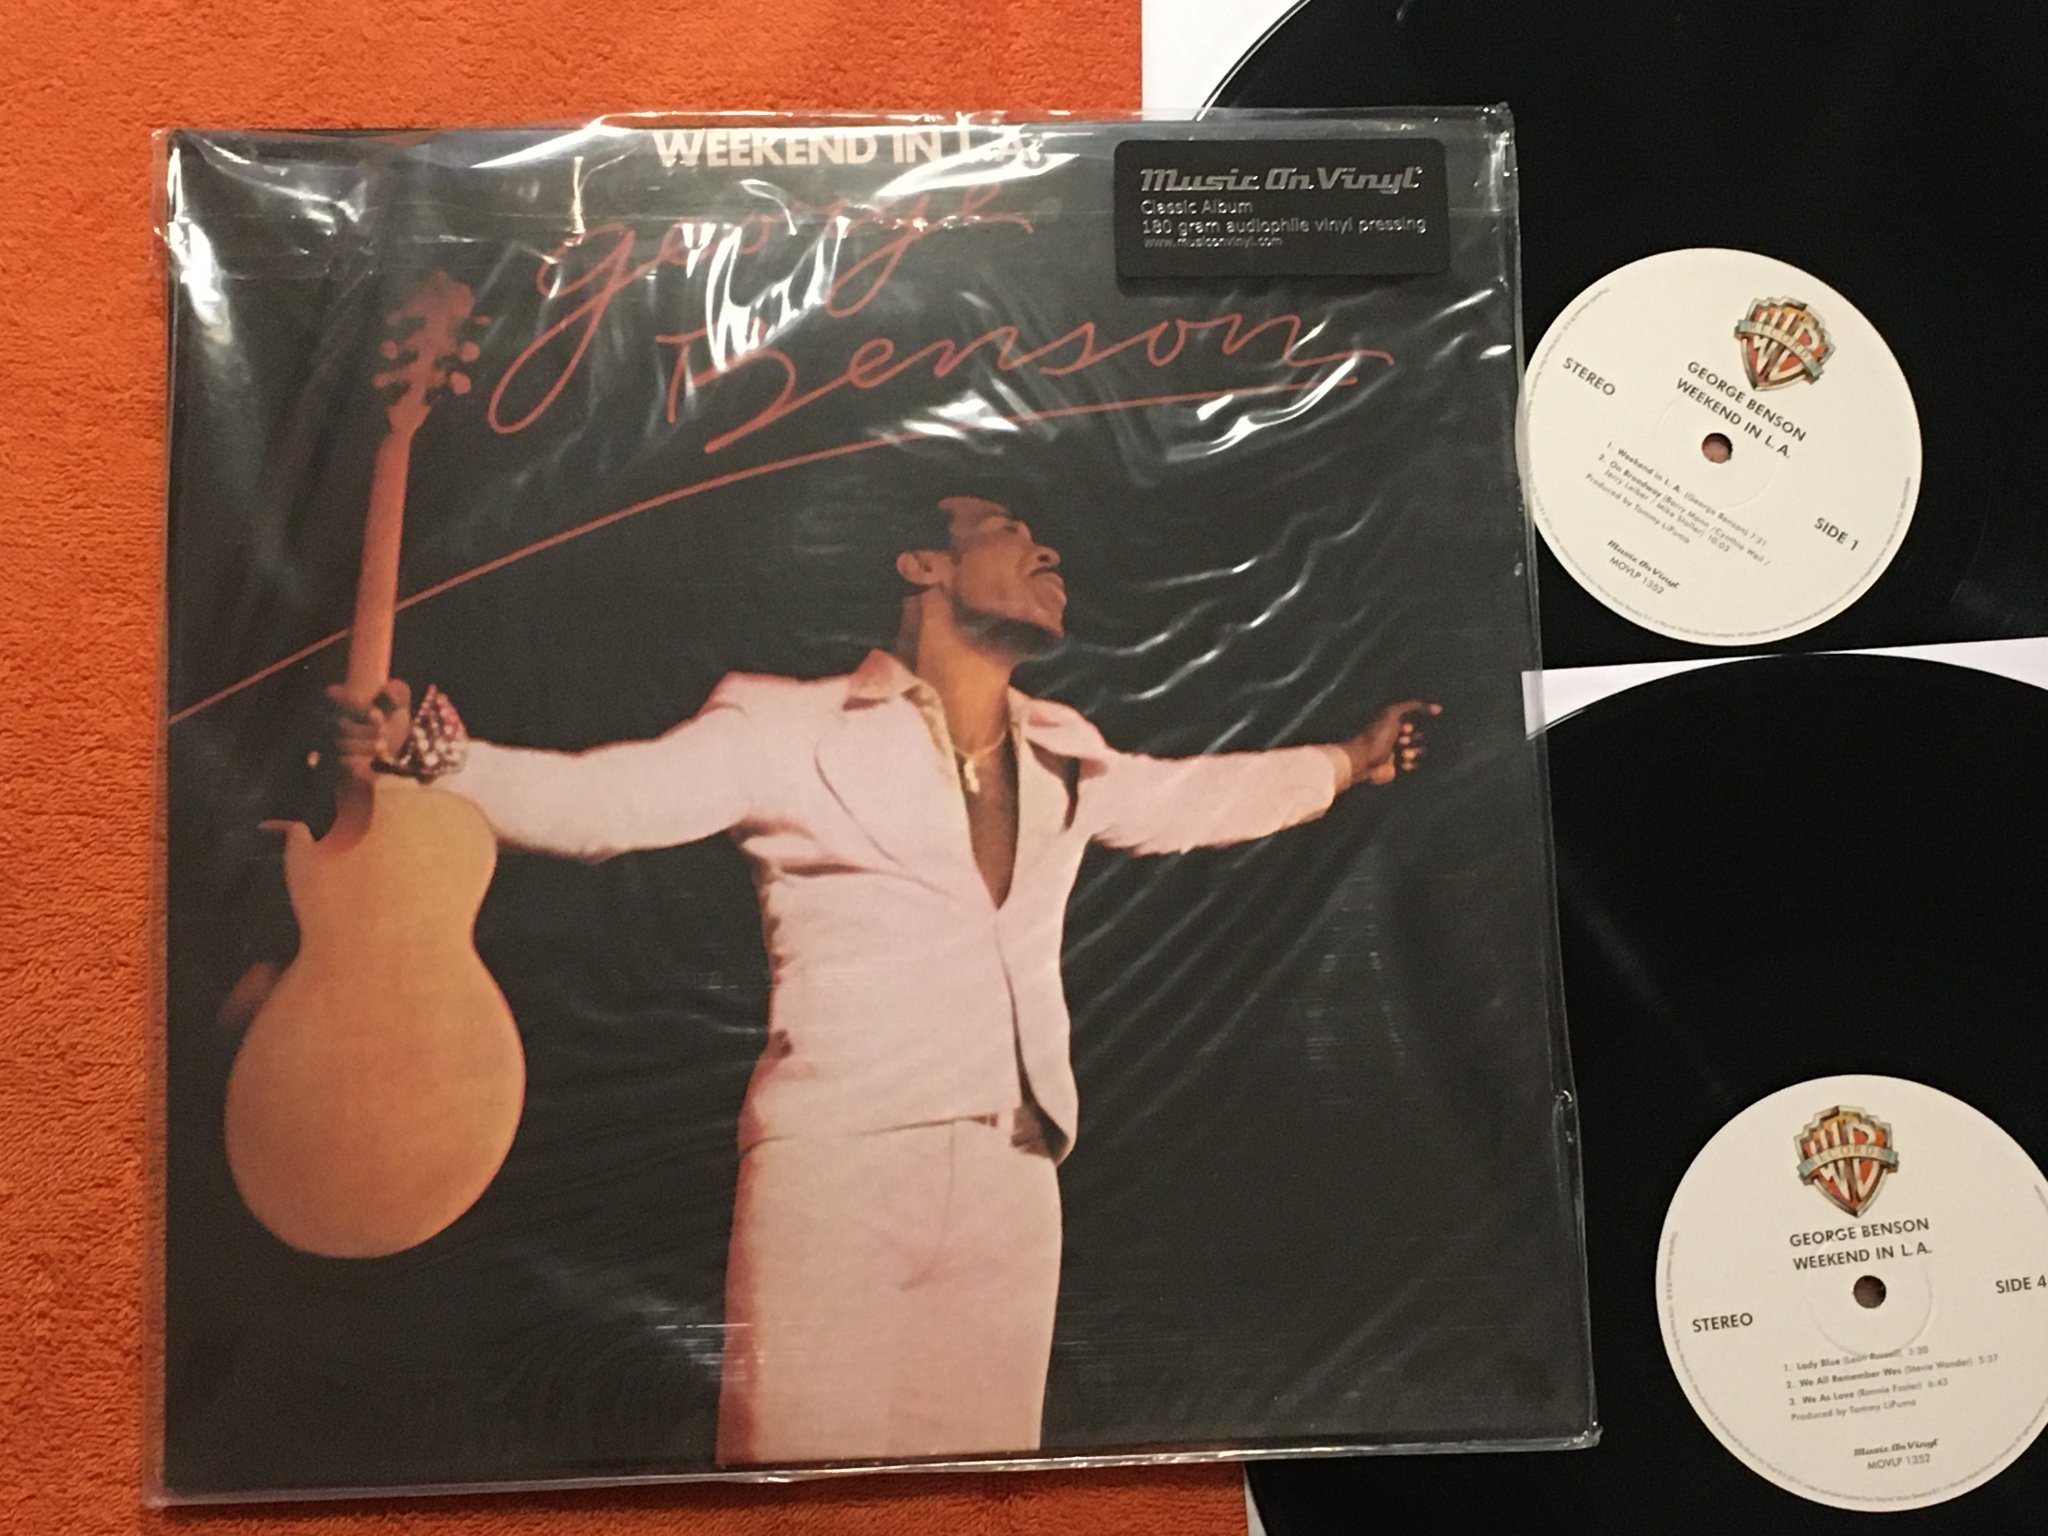 WEEKEND IN L.A.
george
Benson
Music On Vinyl
Classic Album
180 gram audiophile vinyl pressing
www.musiconvinyl.com
RECORDS
GEORGE BENSON
WEEKEND IN L.A.
STEREO
SIDE 1
1. Weekend in L. A. (George Benson) 7:21
2. On Broadway (Barry Mann / Cynthia Weil /
Jerry Leiber / Mike Stoller) 10:03
Produced by Tommy LiPuma
Music On Vinyl
MOVLP 1352
RECORDS
GEORGE BENSON
WEEKEND IN L.A.
STEREO
SIDE 4
1. Lady Blue (Leon Russell) 3:50
2. We All Remember Wes (Stevie Wonder) 5:37
3. We As Love (Ronnie Foster) 6:43
Produced by Tommy LiPuma
Music On Vinyl
MOVLP 1352